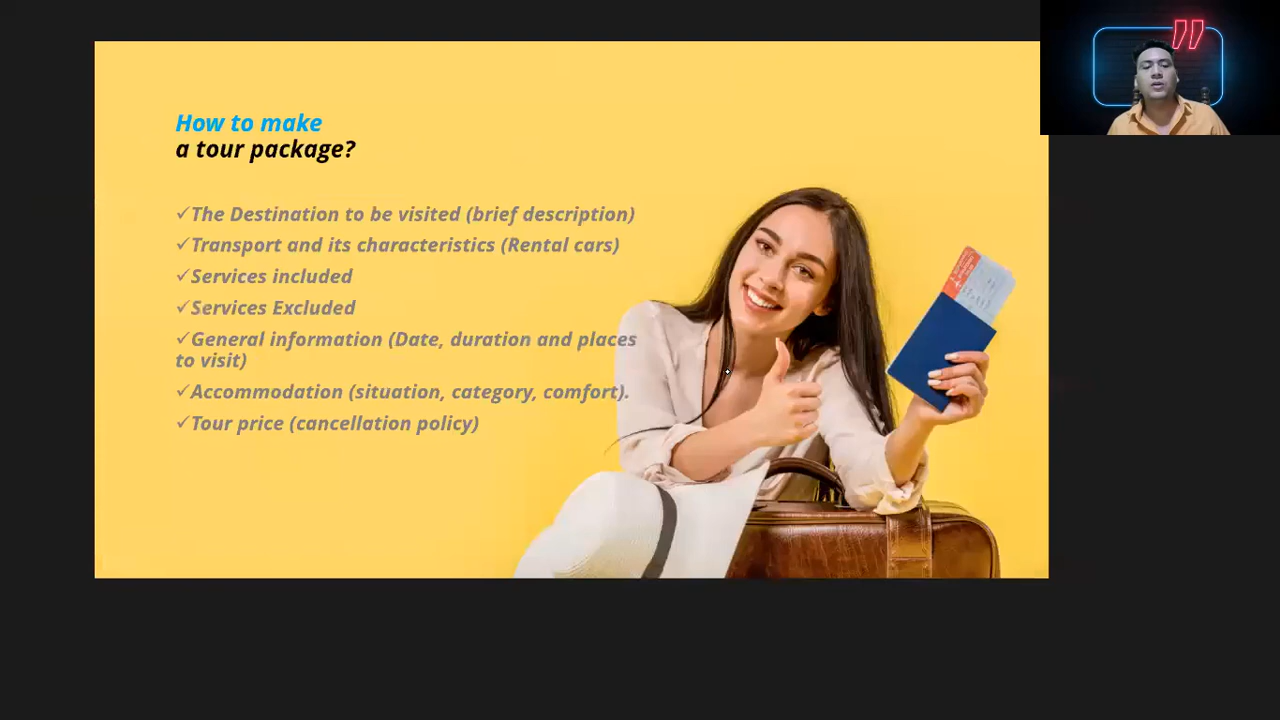 How to make
a tour package?
✓The Destination to be visited (brief description)
✓Transport and its characteristics (Rental cars)
✓Services included
✓Services Excluded
✓General information (Date, duration and places
to visit)
✓Accommodation (situation, category, comfort).
✓Tour price (cancellation policy)